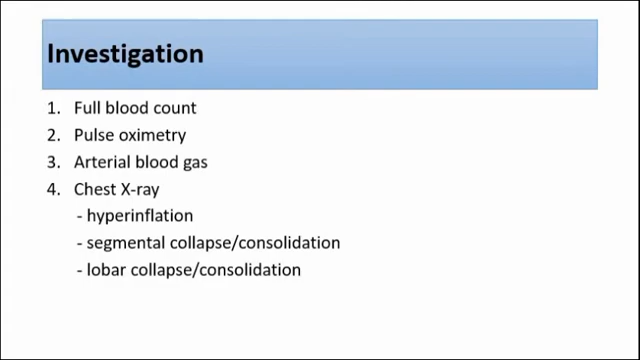 Investigation
1. Full blood count
2. Pulse oximetry
3. Arterial blood gas
4. Chest X-ray
- hyperinflation
- segmental collapse/consolidation
- lobar collapse/consolidation